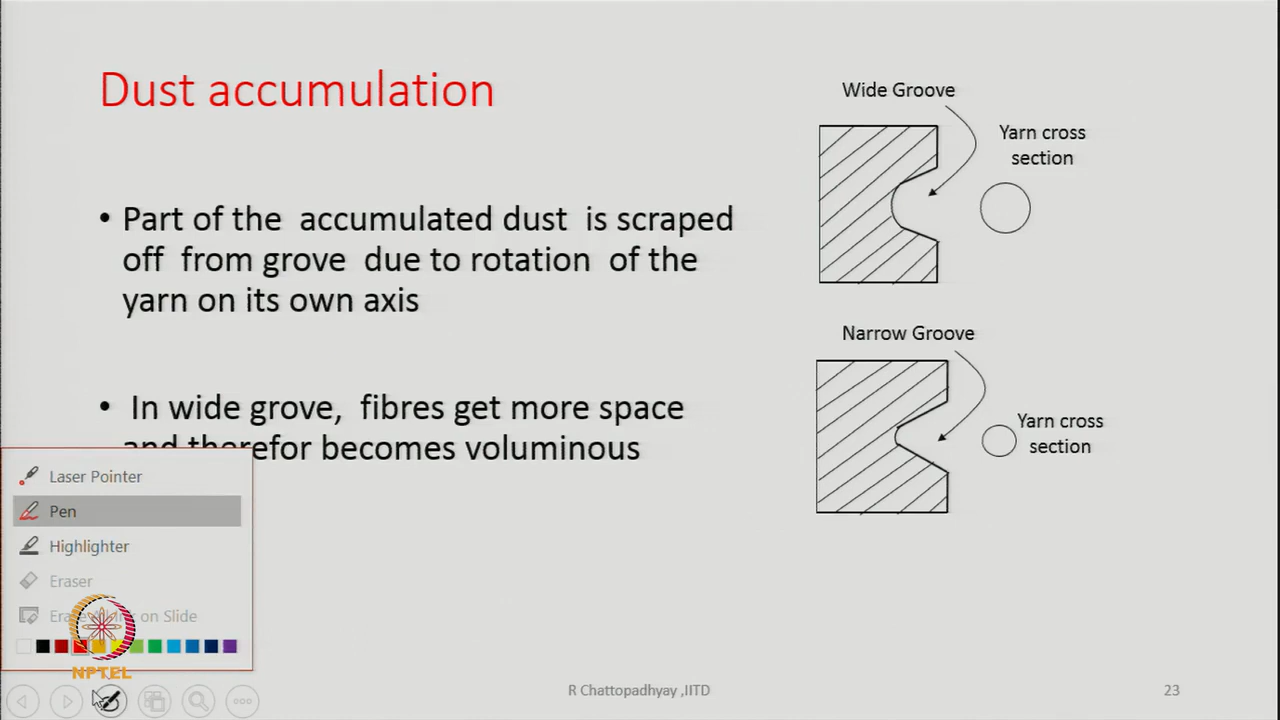 Dust accumulation
Wide Groove
Yarn cross
section
• Part of the  accumulated dust  is scraped
off  from grove  due to rotation  of the
yarn on its own axis
Narrow Groove
• In wide grove,  fibres get more space
and therefor becomes voluminous
Yarn cross
section
Laser Pointer
Pen
Highlighter
Eraser
on Slide
NPTEL
R Chattopadhyay ,IITD
23